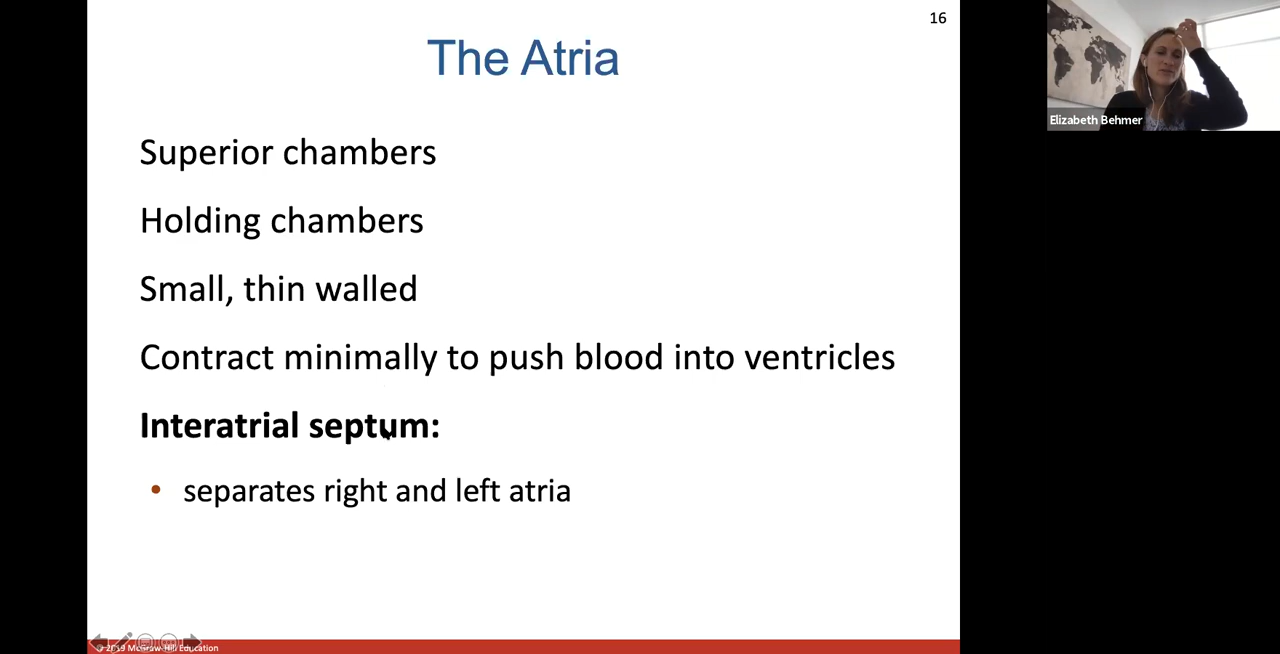 16
The Atria
Superior chambers
Holding chambers
Small, thin walled
Contract minimally to push blood into ventricles
Interatrial septum:
• separates right and left atria
© 2019 McGraw-Hill Education
Elizabeth Behmer